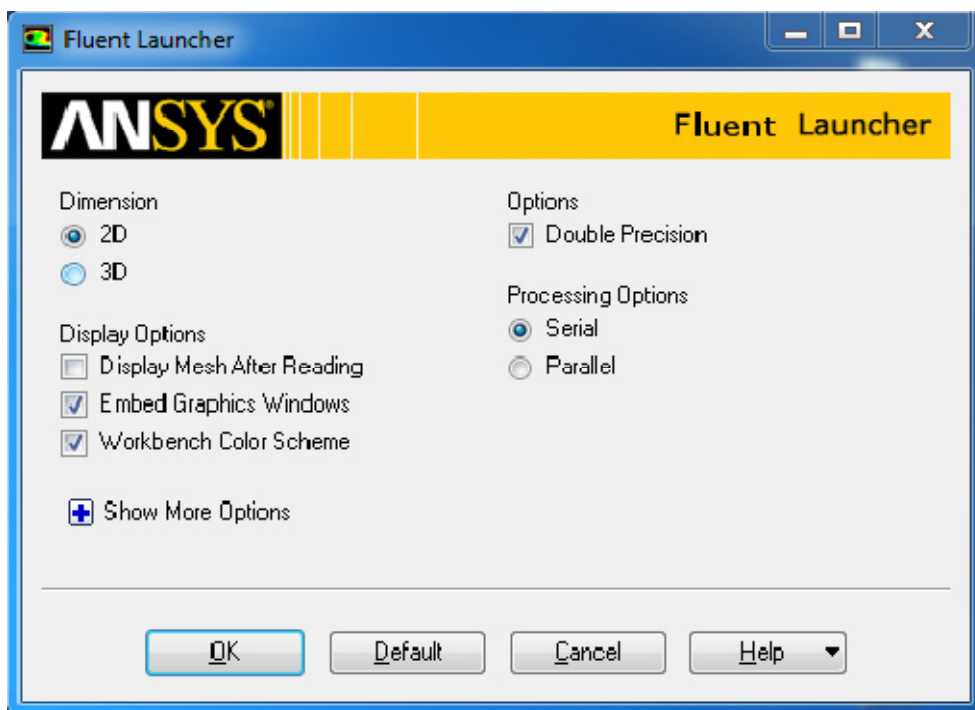 Fluent Launcher
ANSYS®
Fluent Launcher
Dimension
2D
3D
Display Options
Display Mesh After Reading
Embed Graphics Windows
Workbench Color Scheme
Show More Options
Options
Double Precision
Processing Options
Serial
Parallel
OK
Default
Cancel
Help